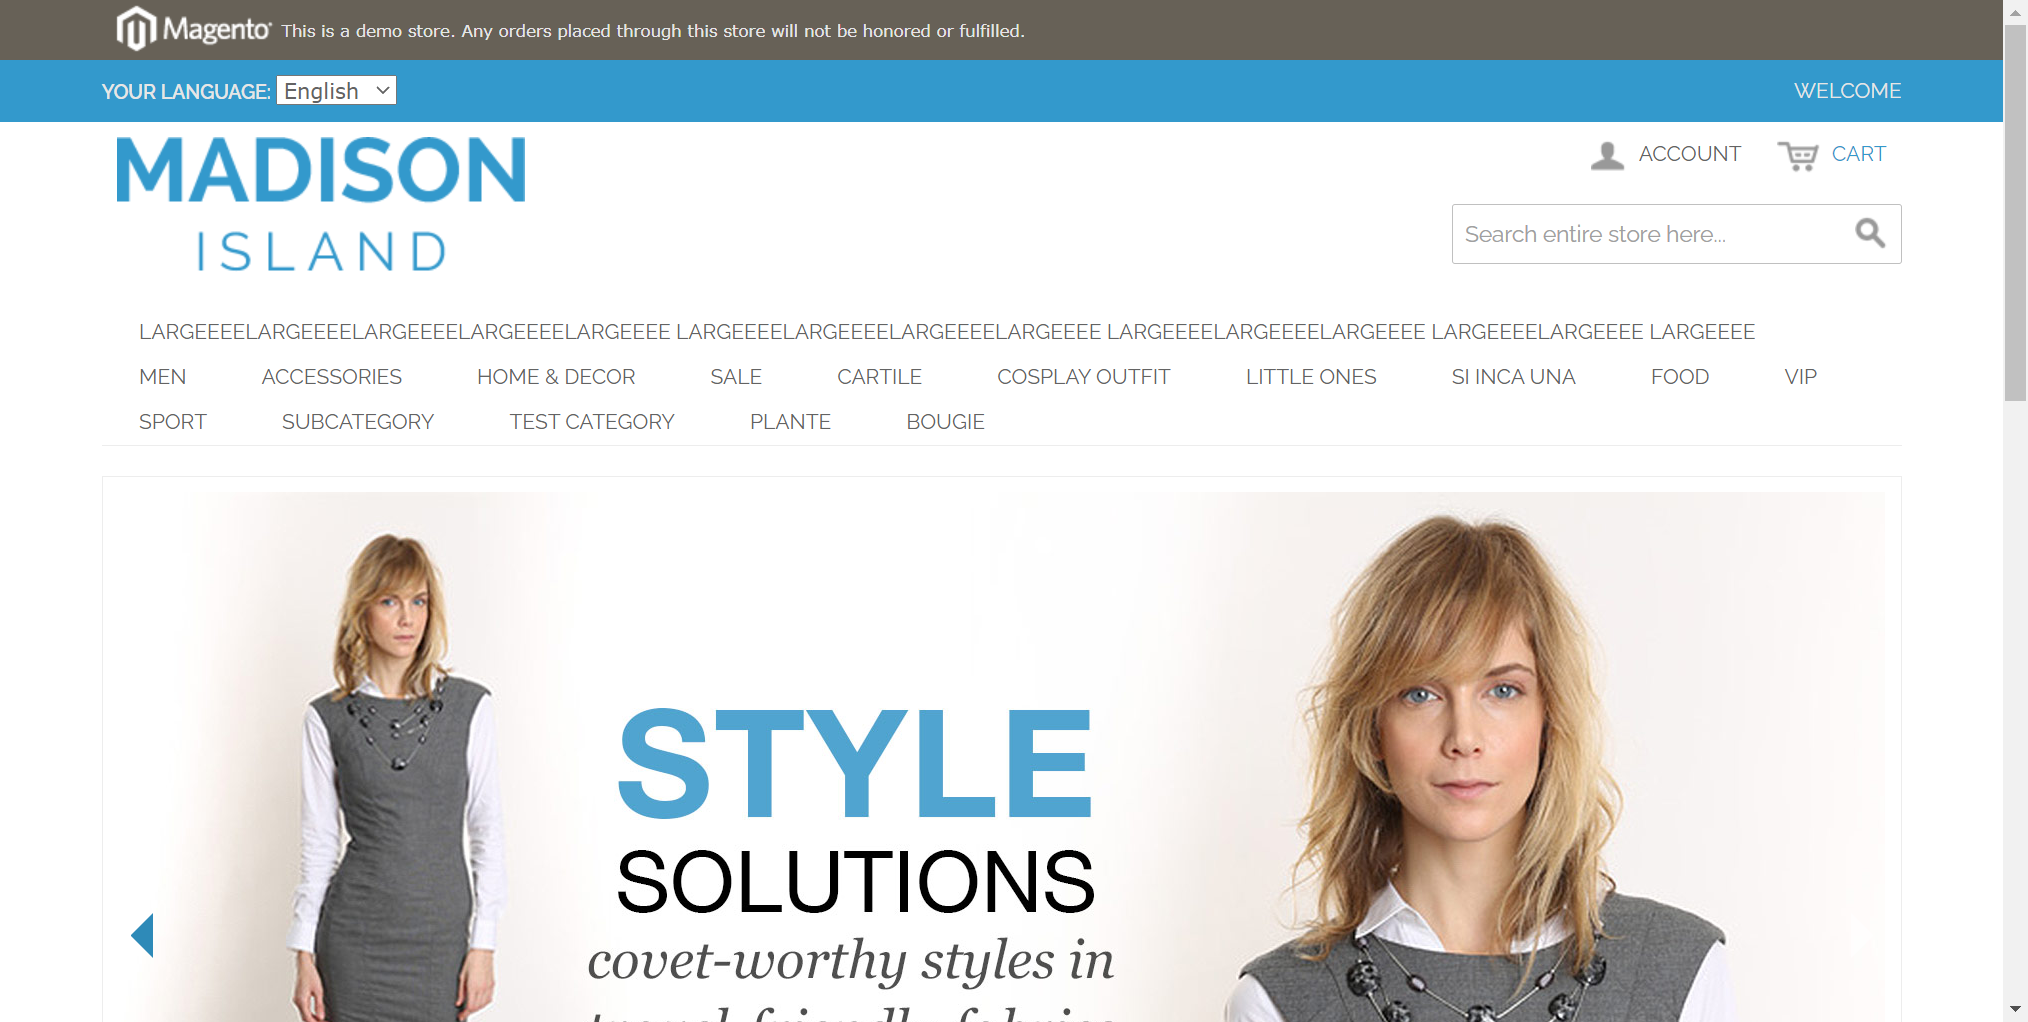 Magento This is a demo store. Any orders placed through this store will not be honored or fulfilled.
YOUR LANGUAGE: English WELCOME
MADISON
ISLAND
ACCOUNT CART
Search entire store here...
LARGEEEELARGEEEELARGEEEELARGEEEELARGEEEE LARGEEEELARGEEEELARGEEEELARGEEEE LARGEEEELARGEEEELARGEEEE LARGEEEELARGEEEE LARGEEEE
MEN ACCESSORIES HOME & DECOR SALE CARTILE COSPLAY OUTFIT LITTLE ONES SI INCA UNA FOOD VIP
SPORT SUBCATEGORY TEST CATEGORY PLANTE BOUGIE
STYLE
SOLUTIONS
covet-worthy styles in
travel-friendly fabrics